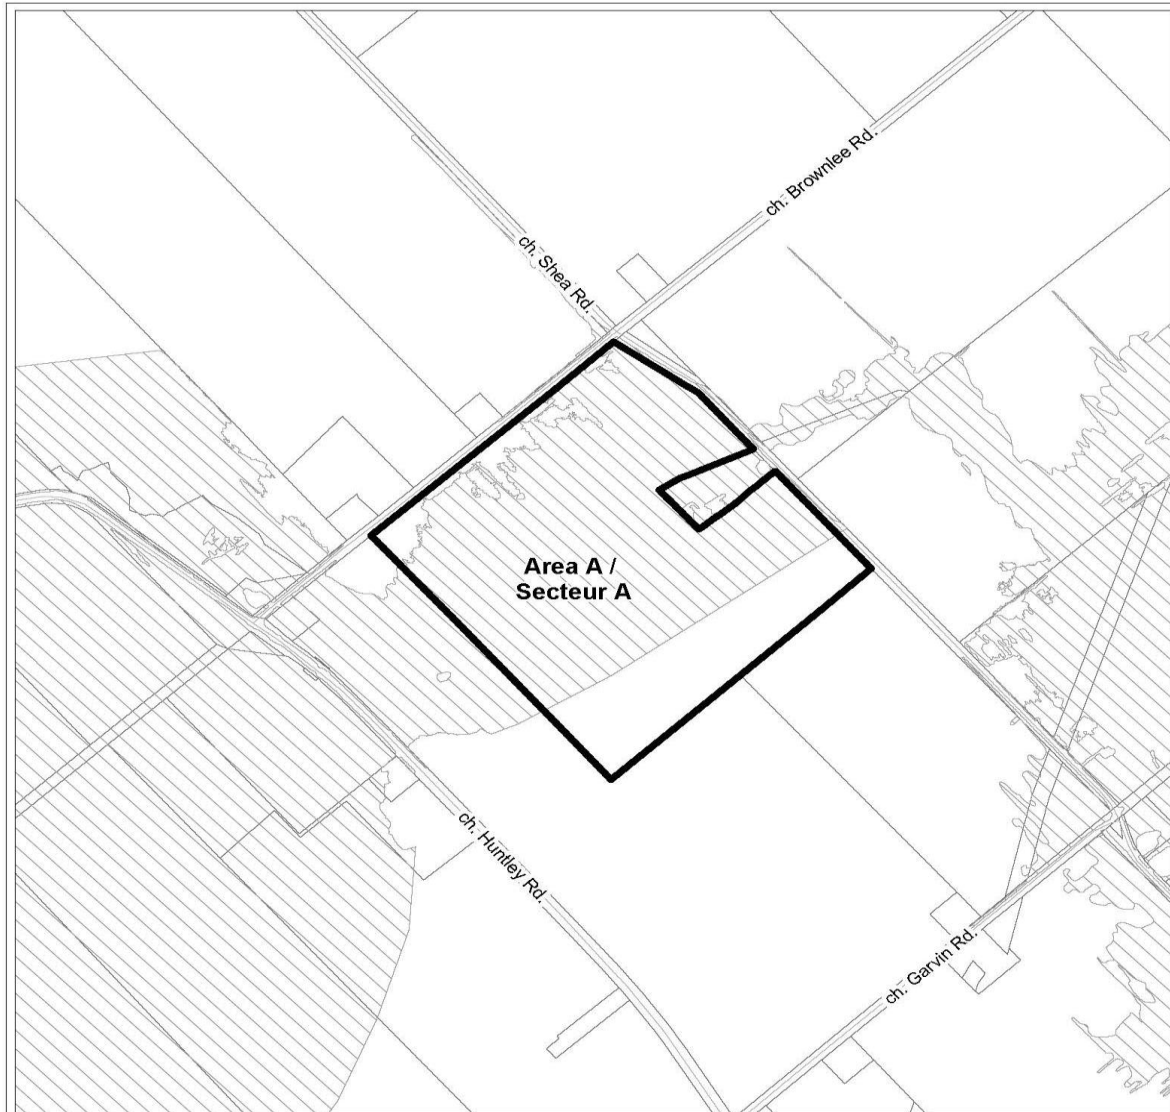 ch. Brownlee Rd.
ch. Shea Rd.
Area A /
Secteur A
ch. Huntley Rd.
ch. Garvin Rd.